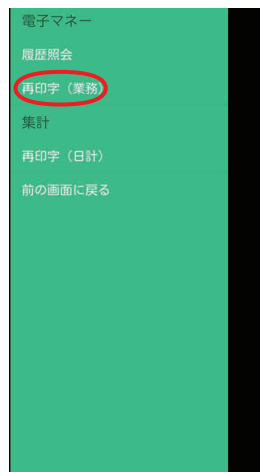 電子マネー
履歴照会
再印字（業務）
集計
再印字（日計）
前の画面に戻る